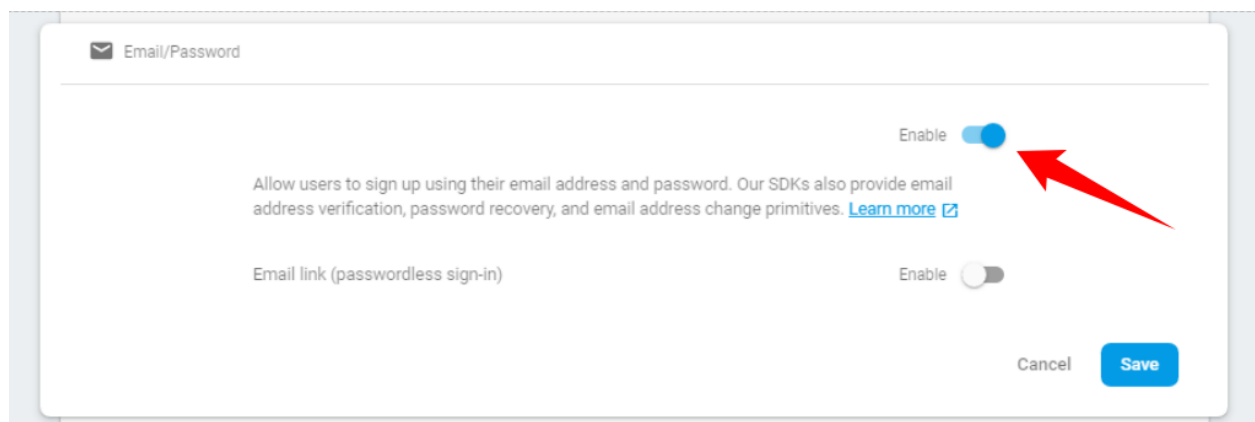 Email/Password
Enable
Allow users to sign up using their email address and password. Our SDKs also provide email
address verification, password recovery, and email address change primitives. Learn more
Email link (passwordless sign-in) Enable
Cancel Save